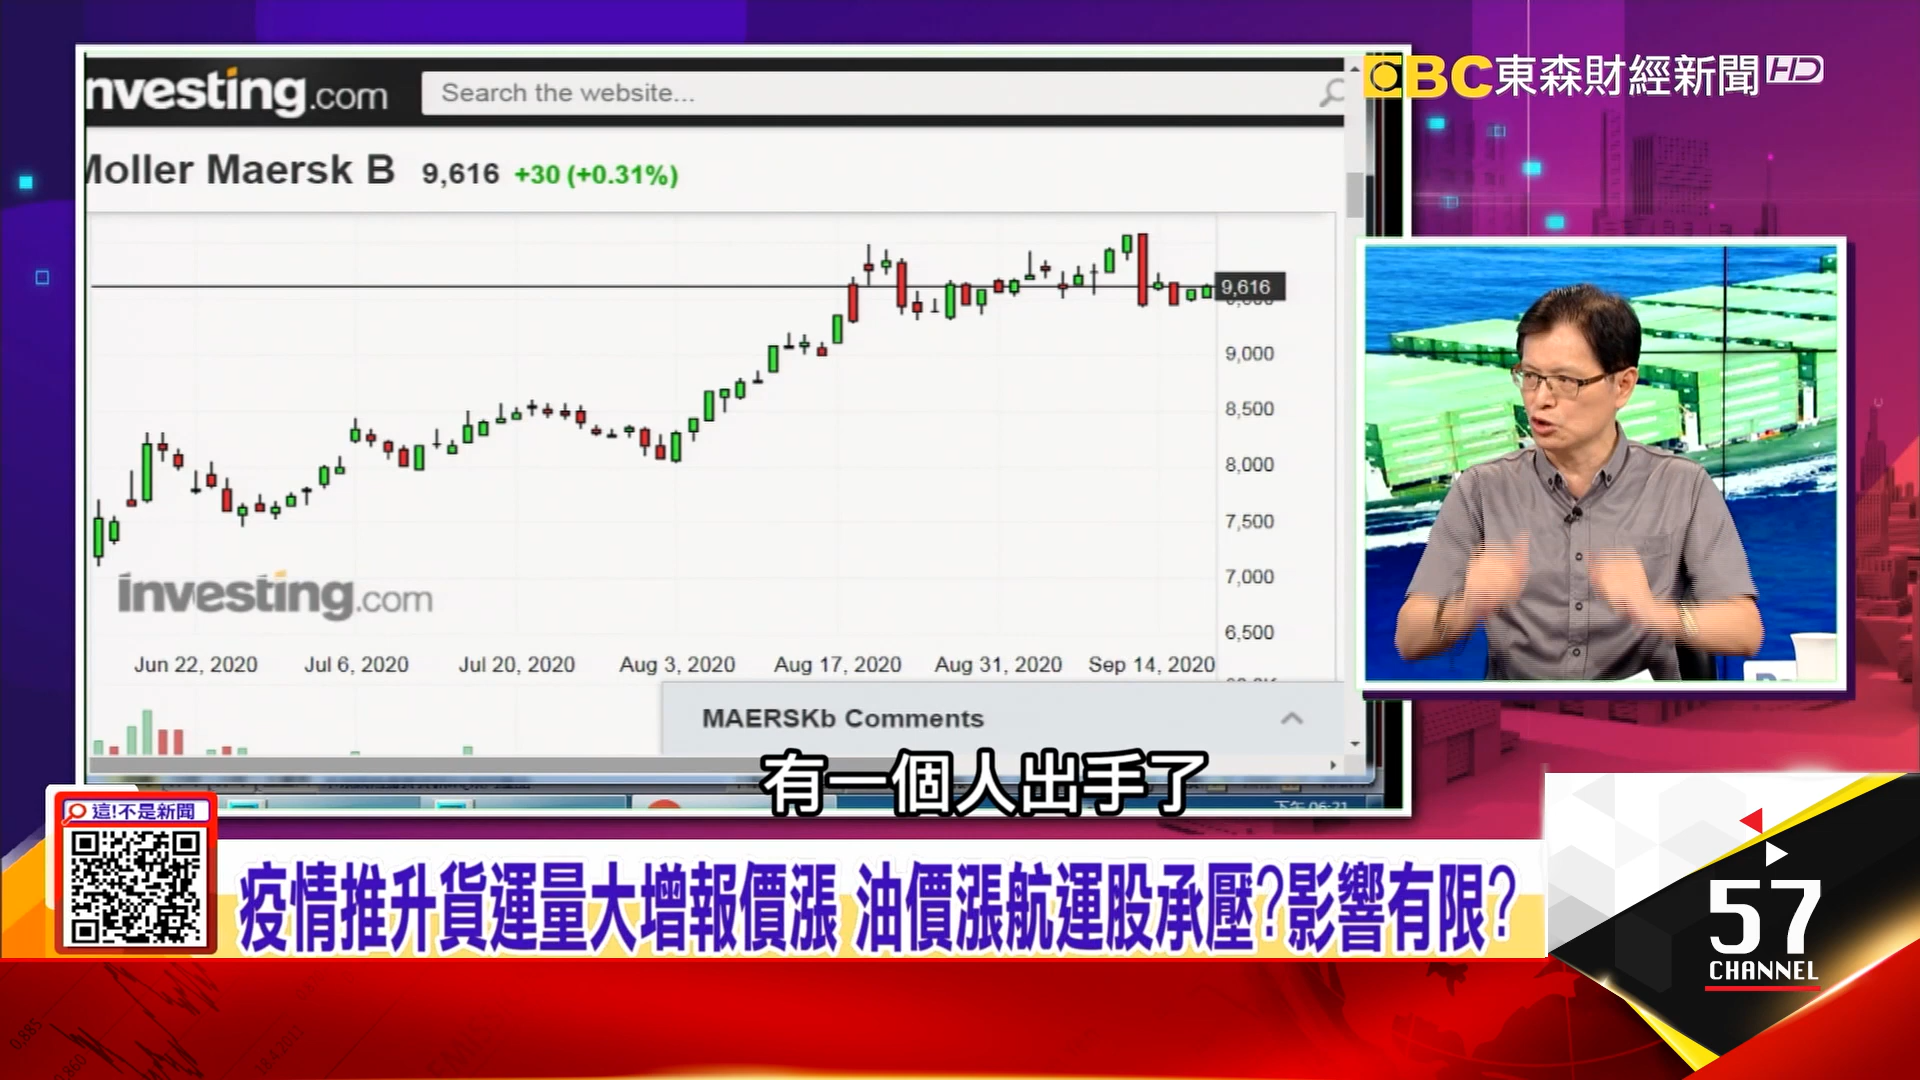 nvesting.com
Search the website...
EBC東森財經新聞HD
Moller Maersk B 9,616 +30 (+0.31%)
9,616
9,000
8,500
8,000
7,500
7,000
6,500
investing.com
Jun 22, 2020 Jul 6, 2020 Jul 20, 2020 Aug 3, 2020 Aug 17, 2020 Aug 31, 2020 Sep 14, 2020
MAERSKb Comments
有一個人出手了
下午 06:21
這!不是新聞
疫情推升貨運量大增報價漲 油價漲航運股承壓?影響有限?
57
CHANNEL